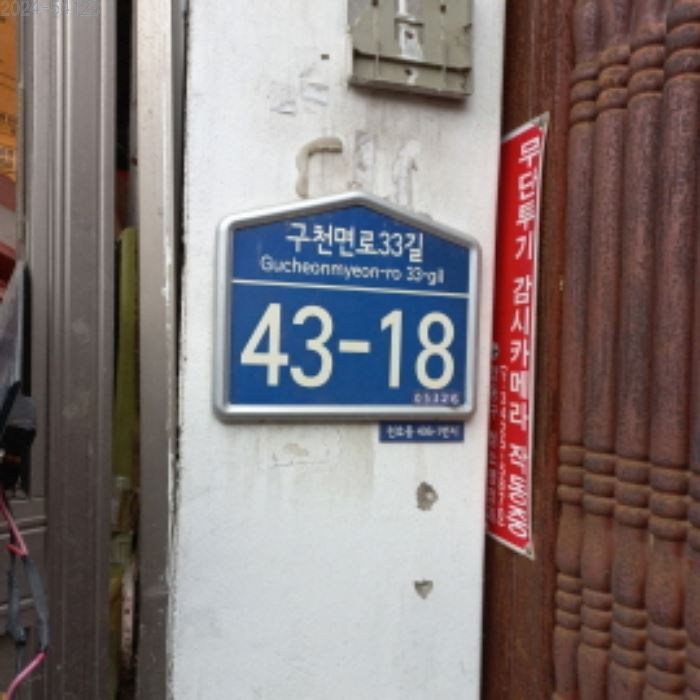 구천면로33길
Gucheonmyeon-ro 33-gil
43-18
05326
무단투기 감시카메라 작동중